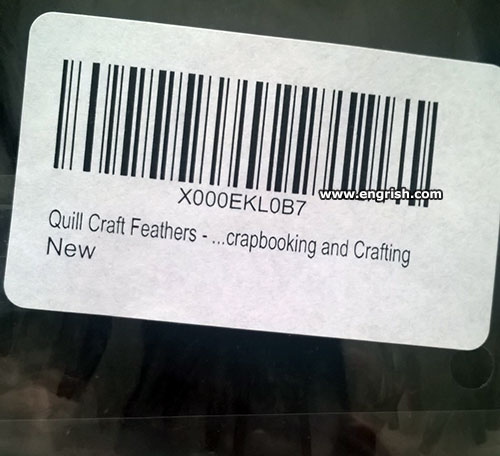 X000EKL0B7
www.engrish.com
Quill Craft Feathers - ...crapbooking and Crafting
New